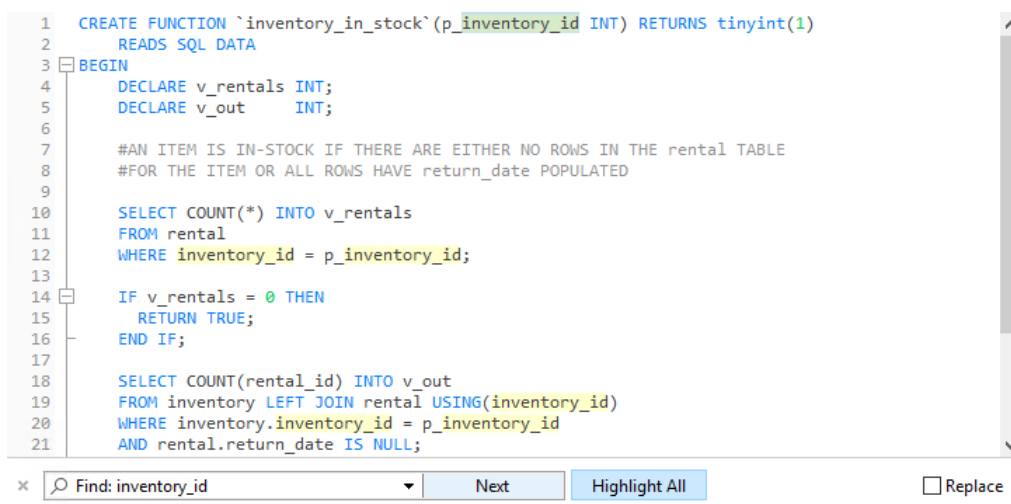 1 CREATE FUNCTION `inventory_in_stock`(p_inventory_id INT) RETURNS tinyint(1)
2     READS SQL DATA
3 BEGIN
4     DECLARE v_rentals INT;
5     DECLARE v_out     INT;
6
7     #AN ITEM IS IN-STOCK IF THERE ARE EITHER NO ROWS IN THE rental TABLE
8     #FOR THE ITEM OR ALL ROWS HAVE return_date POPULATED
9
10     SELECT COUNT(*) INTO v_rentals
11     FROM rental
12     WHERE inventory_id = p_inventory_id;
13
14     IF v_rentals = 0 THEN
15       RETURN TRUE;
16     END IF;
17
18     SELECT COUNT(rental_id) INTO v_out
19     FROM inventory LEFT JOIN rental USING(inventory_id)
20     WHERE inventory.inventory_id = p_inventory_id
21     AND rental.return_date IS NULL;
Find: inventory_id Next Highlight All Replace